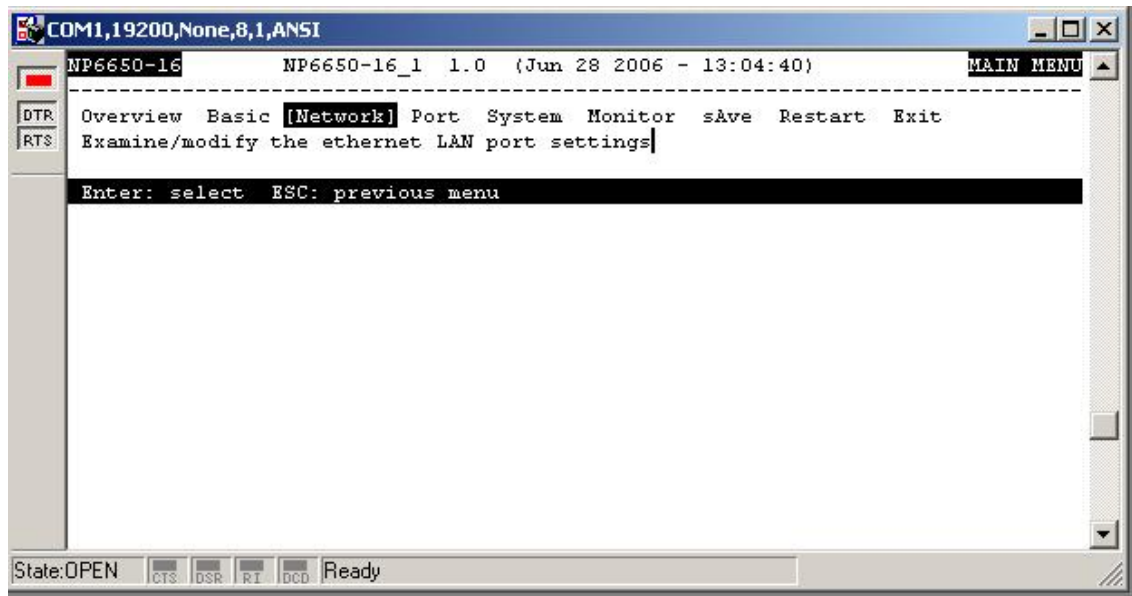 COM1,19200,None,8,1,ANSI
NP6650-16 NP6650-16_1 1.0 (Jun 28 2006 - 13:04:40) MAIN MENU
--------------------------------------------------------------------------------
DTR
RTS
Overview Basic [Network] Port System Monitor sAve Restart Exit
Examine/modify the ethernet LAN port settings
Enter: select ESC: previous menu
State:OPEN CTS DSR RI DCD Ready